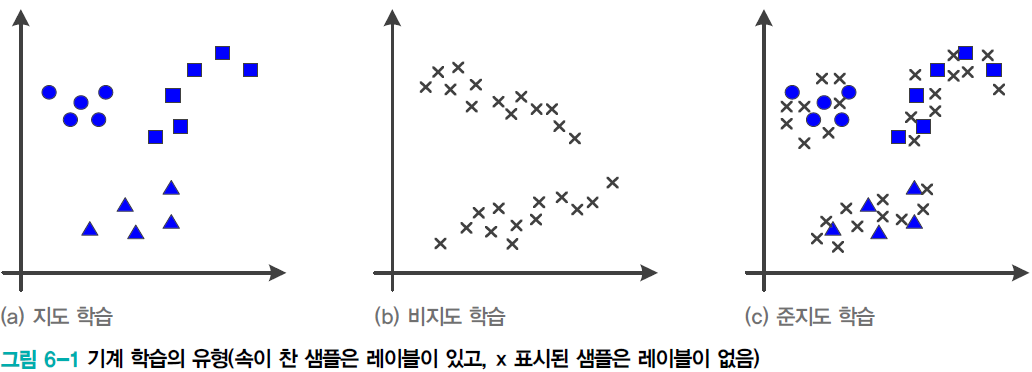 (a) 지도 학습
(b) 비지도 학습
(c) 준지도 학습
그림 6-1 기계 학습의 유형(속이 찬 샘플은 레이블이 있고, x 표시된 샘플은 레이블이 없음)